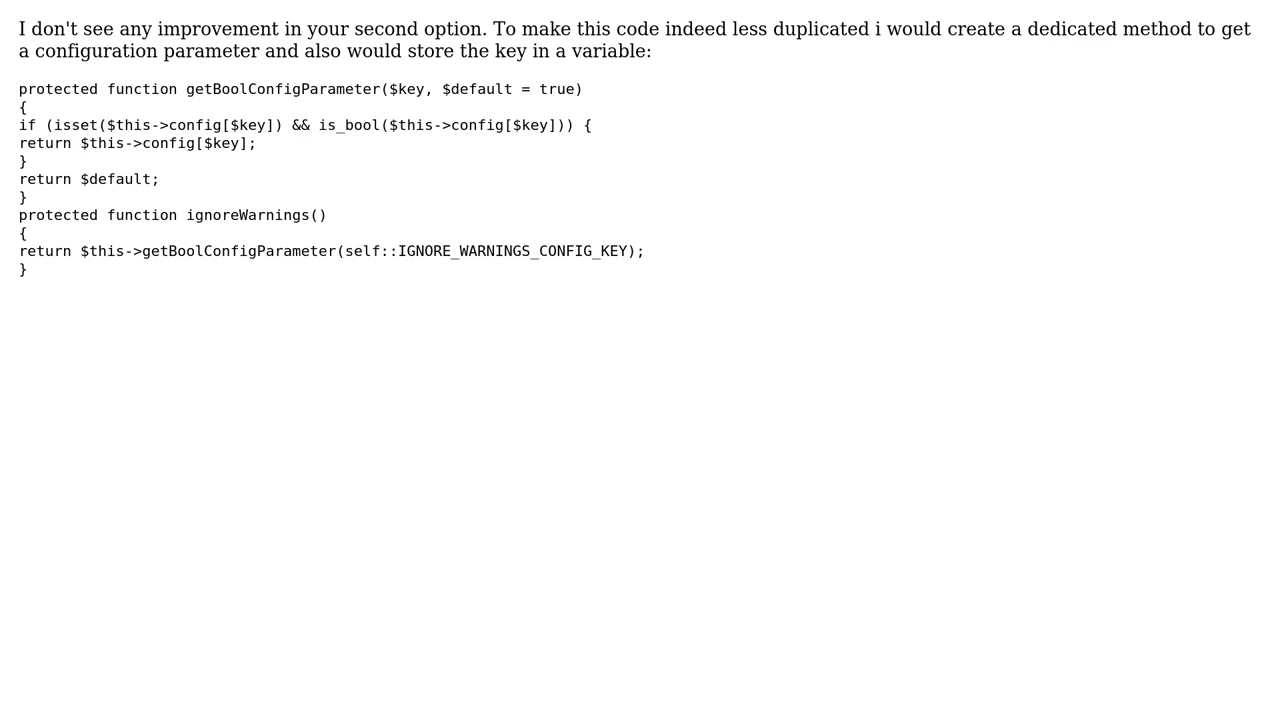 I don't see any improvement in your second option. To make this code indeed less duplicated i would create a dedicated method to get
a configuration parameter and also would store the key in a variable:
protected function getBoolConfigParameter($key, $default = true)
{
if (isset($this->config[$key]) && is_bool($this->config[$key])) {
return $this->config[$key];
}
return $default;
}
protected function ignoreWarnings()
{
return $this->getBoolConfigParameter(self::IGNORE_WARNINGS_CONFIG_KEY);
}